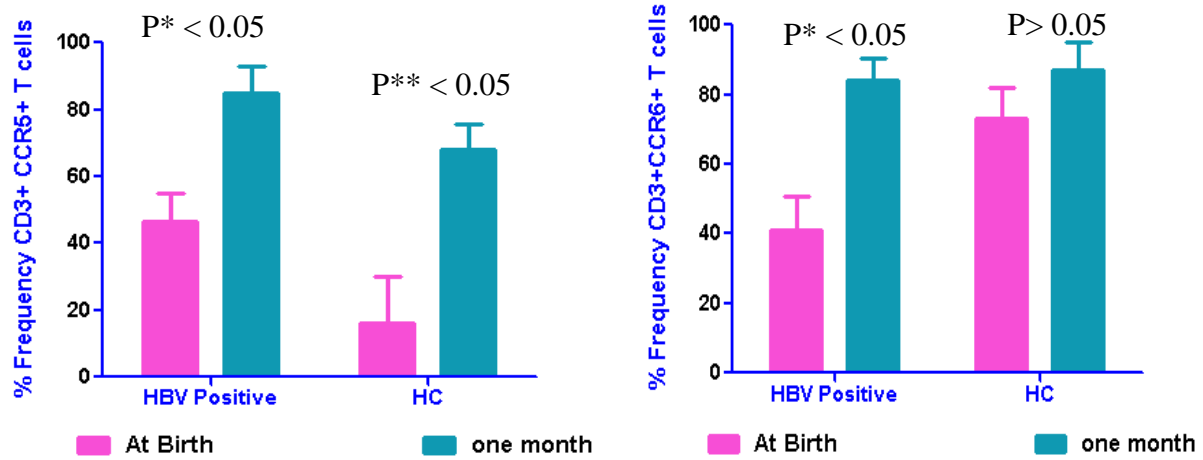 P* < 0.05
P** < 0.05
% Frequency CD3+ CCR5+ T cells
100
80
60
40
20
0
HBV Positive
HC
At Birth
one month
P* < 0.05
P> 0.05
% Frequency CD3+CCR6+ T cells
100
80
60
40
20
0
HBV Positive
HC
At Birth
one month